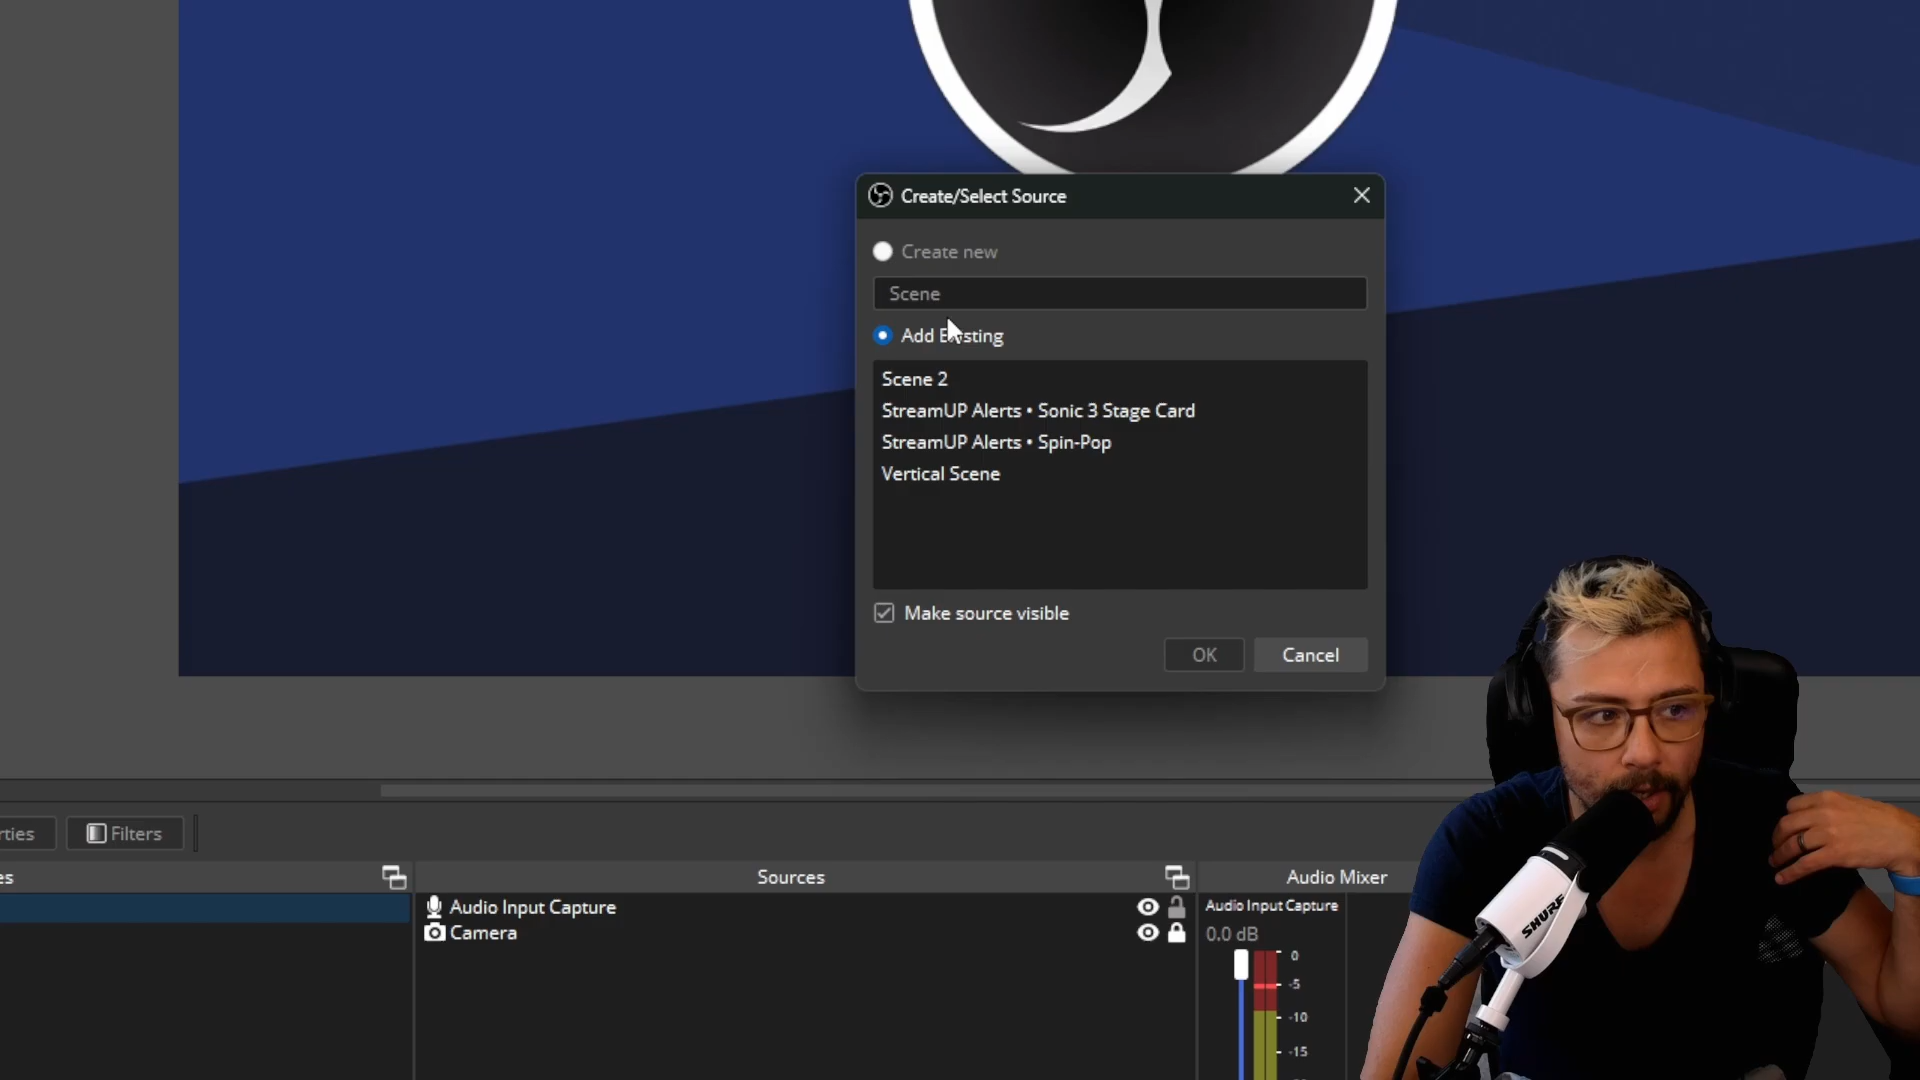 Create/Select Source
Create new
Scene
Add Existing
Scene 2
StreamUP Alerts • Sonic 3 Stage Card
StreamUP Alerts • Spin-Pop
Vertical Scene
Make source visible
OK Cancel
rties Filters
es Sources Audio Mixer
Audio Input Capture Audio Input Capture
Camera 0.0 dB
0
-5
-10
-15
SHURE